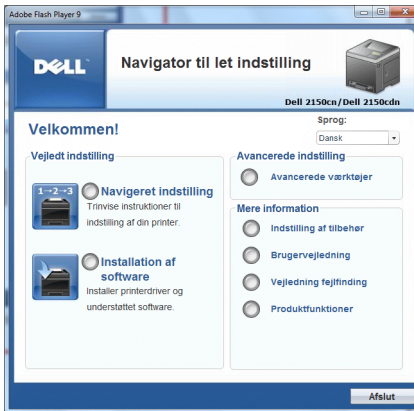 Adobe Flash Player 9
DELL
Navigator til let indstilling
Dell 2150cn/Dell 2150cdn
Velkommen!
Sprog:
Dansk
Vejledt indstilling
1→2→3
Navigeret indstilling
Trinvise instruktioner til
indstilling af din printer.
Installation af
software
Installer printerdriver og
understøttet software.
Avancerede indstilling
Avancerede værktøjer
Mere information
Indstilling af tilbehør
Brugervejledning
Vejledning fejlfinding
Produktfunktioner
Afslut